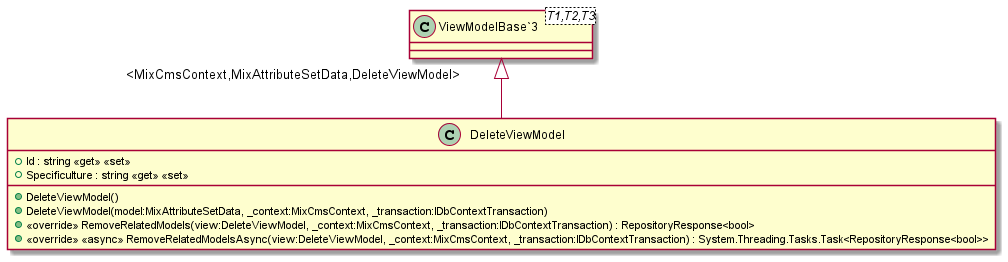 C ViewModelBase`3 T1,T2,T3
<MixCmsContext,MixAttributeSetData,DeleteViewModel>
C DeleteViewModel
Id : string «get» «set»
Specificulture : string «get» «set»
DeleteViewModel()
DeleteViewModel(model:MixAttributeSetData, _context:MixCmsContext, _transaction:IDbContextTransaction)
«override» RemoveRelatedModels(view:DeleteViewModel, _context:MixCmsContext, _transaction:IDbContextTransaction) : RepositoryResponse<bool>
«override» «async» RemoveRelatedModelsAsync(view:DeleteViewModel, _context:MixCmsContext, _transaction:IDbContextTransaction) : System.Threading.Tasks.Task<RepositoryResponse<bool>>